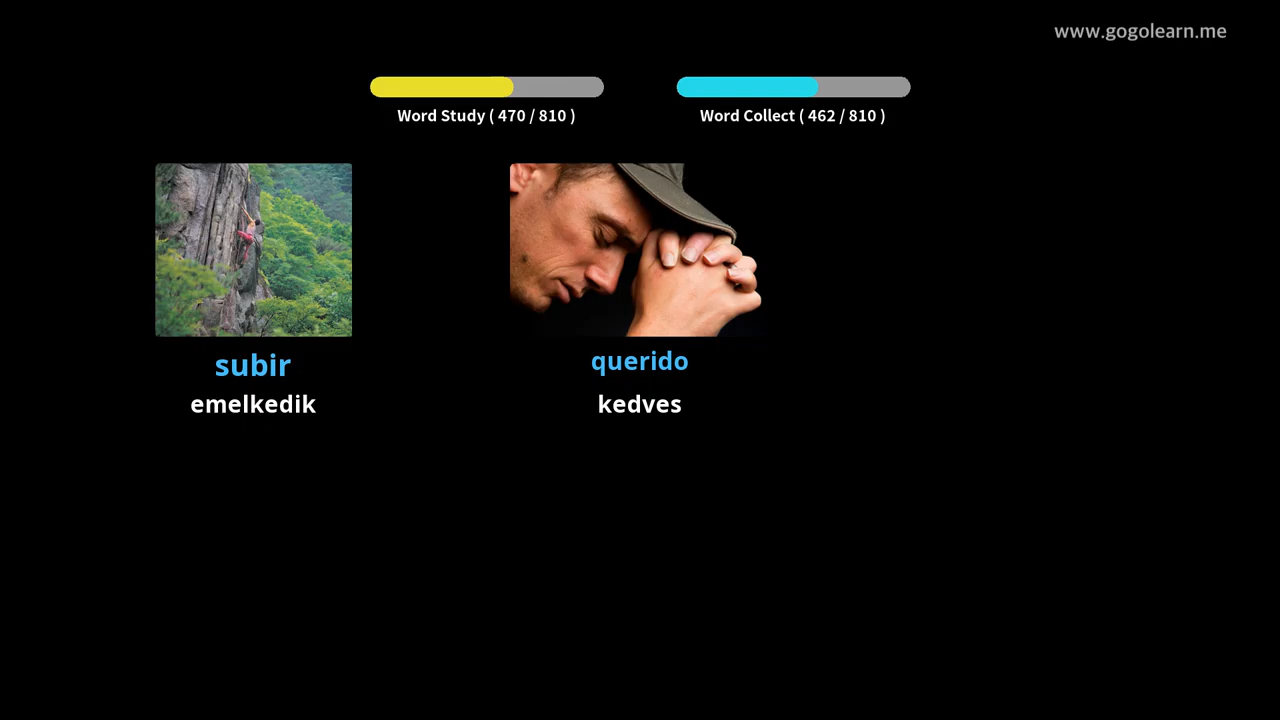 www.gogolearn.me
Word Study ( 470 / 810 )
Word Collect ( 462 / 810 )
subir
emelkedik
querido
kedves